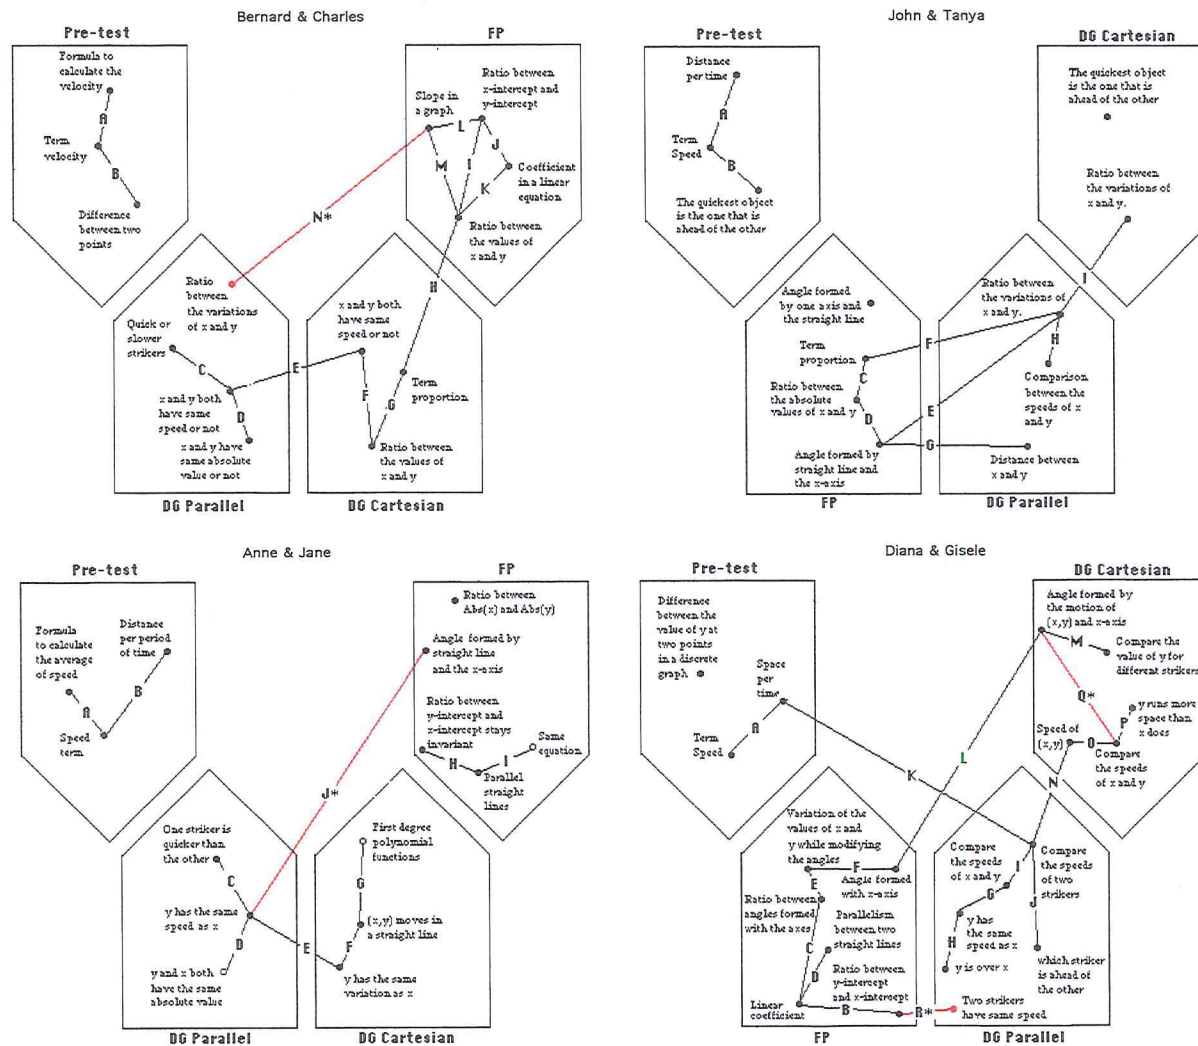 Bernard & Charles
Pre-test
Formula to
calculate the
velocity
A
Term
velocity
B
Difference
between two
points
FP
Slope in
a graph
Ratio between
x-intercept and
y-intercept
L
M
I
J
K
Coefficient
in a linear
equation
Ratio between
the values of
x and y
N*
H
Ratio
between
the variations
of x and y
Quick or
slower
strikers
C
x and y both
have same
speed or not
D
x and y have
same absolute
value or not
DG Parallel
E
x and y both
have same
speed or not
F
G
Term
proportion
Ratio between
the values of
x and y
DG Cartesian
John & Tanya
Pre-test
Distance
per time
A
Term
Speed
B
The quickest object
is the one that is
ahead of the other
DG Cartesian
The quickest object
is the one that is
ahead of the other
Ratio between
the variations of
x and y.
I
Angle formed
by one axis and
the straight line
Term
proportion
C
Ratio between
the absolute
values of x and y
D
Angle formed by
straight line and
the x-axis
FP
F
E
G
Ratio between
the variations of
x and y.
H
Comparison
between the
speeds of x
and y
Distance between
x and y
DG Parallel
Anne & Jane
Pre-test
Formula
to calculate
the average
of speed
Distance
per period
of time
A
B
Speed
term
FP
Ratio between
Abs(x) and Abs(y)
Angle formed by
straight line
and the x-axis
Ratio between
y-intercept and
x-intercept stays
invariant
Same
equation
H
I
Parallel
straight
lines
J*
One striker is
quicker than
the other
C
y has the same
speed as x
D
y and x both
have the same
absolute value
DG Parallel
E
First degree
polynomial
functions
G
(x,y) moves in
a straight line
F
y has the same
variation as x
DG Cartesian
Diana & Gisele
Pre-test
Difference
between the
value of y at
two points
in a discrete
graph
Space
per
time
A
Term
Speed
DG Cartesian
Angle formed by
the motion of
(x,y) and x-axis
M
Compare the
value of y for
different strikers
Q*
y runs more
space than
x does
P
Speed of
(x,y)
O
Compare
the speeds
of x and y
L
K
N
Variation of the
values of x and
y while modifying
the angles
F
Angle formed
with x-axis
E
Ratio between
angles formed
with the axes
Parallelism
between two
straight lines
C
D
Ratio between
y-intercept
and x-intercept
Linear
coefficient
B
R*
FP
Compare
the speeds
of x and y
I
Compare
the speeds
of two
strikers
G
J
y has
the same
speed as x
H
y is over x
which striker
is ahead of
the other
Two strikers
have same speed
DG Parallel